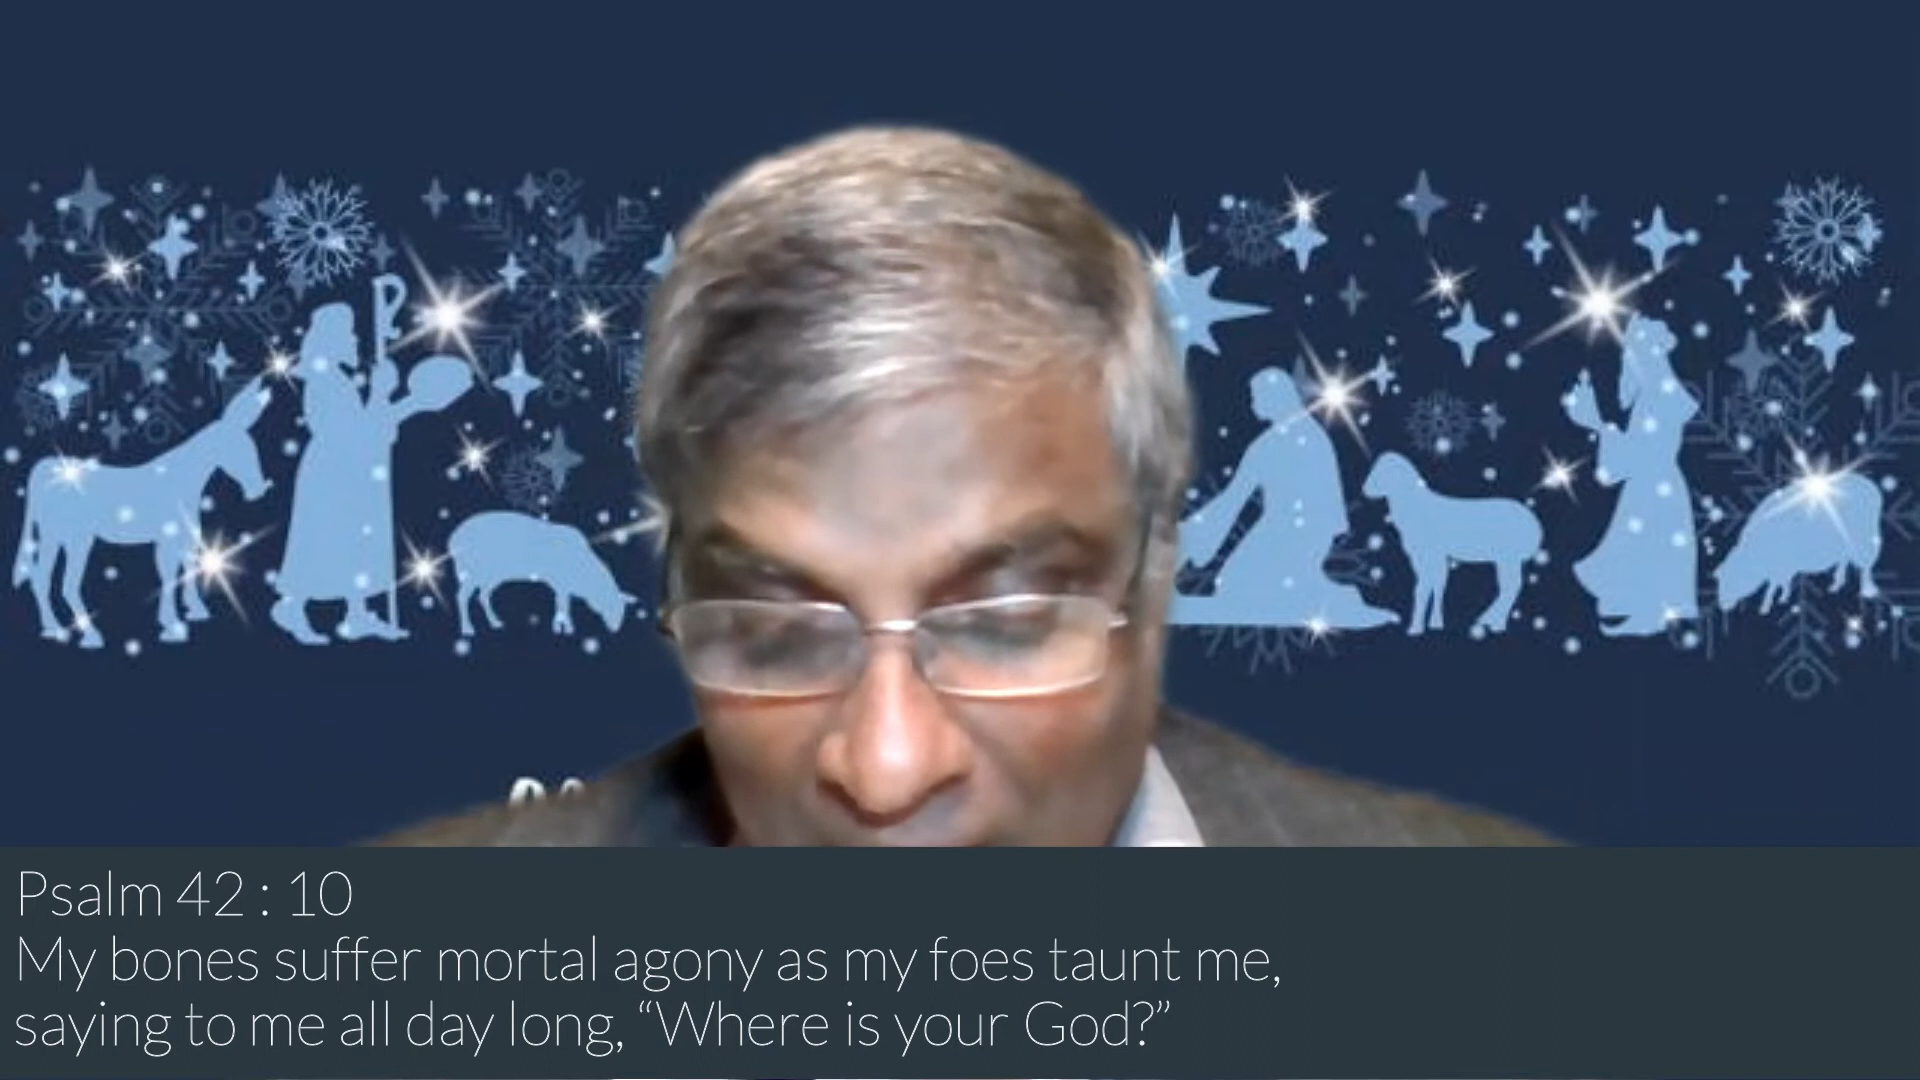 Psalm 42 : 10
My bones suffer mortal agony as my foes taunt me,
saying to me all day long, “Where is your God?”